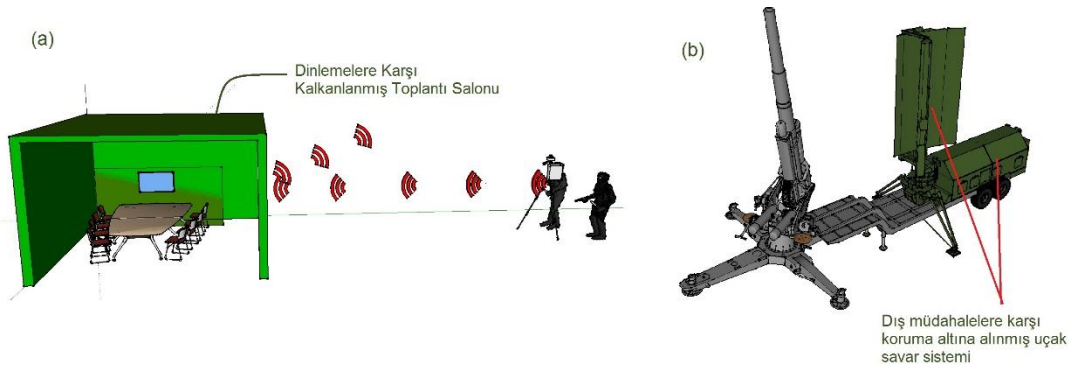 (a)
Dinlemelere Karşı
Kalkanlanmış Toplantı Salonu
(b)
Dış müdahalelere karşı
koruma altına alınmış uçak
savar sistemi